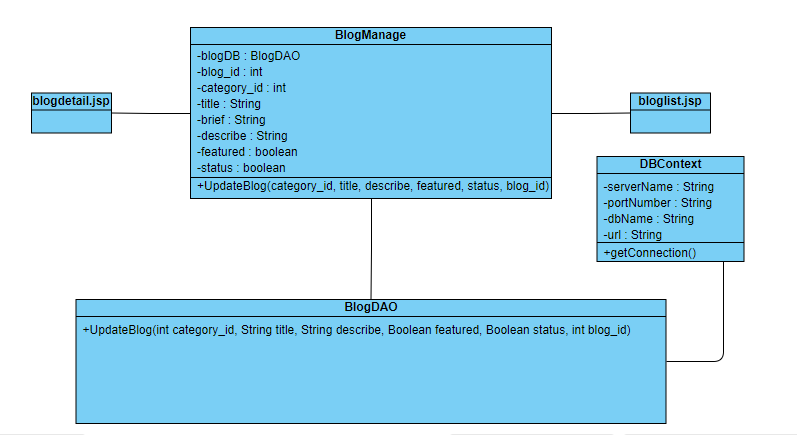 BlogManage
-blogDB : BlogDAO
-blog_id : int
-category_id : int
-title : String
-brief : String
-describe : String
-featured : boolean
-status : boolean
+UpdateBlog(category_id, title, describe, featured, status, blog_id)
blogdetail.jsp
bloglist.jsp
DBContext
-serverName : String
-portNumber : String
-dbName : String
-url : String
+getConnection()
BlogDAO
+UpdateBlog(int category_id, String title, String describe, Boolean featured, Boolean status, int blog_id)